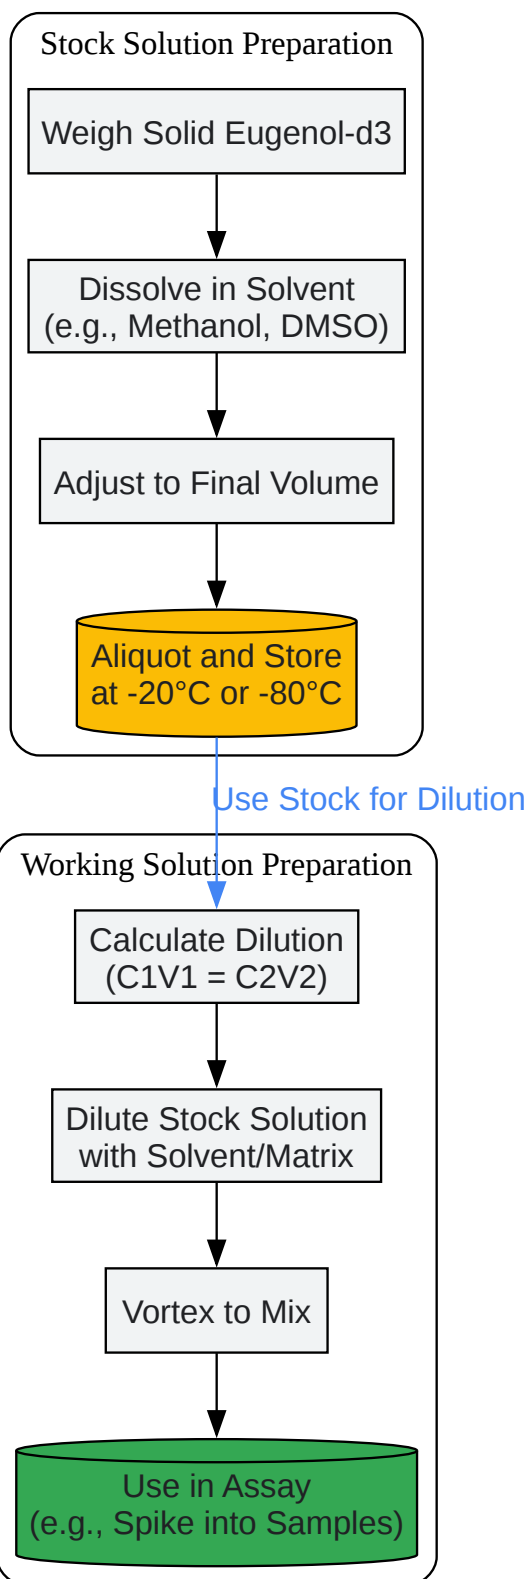 Stock Solution Preparation
Weigh Solid Eugenol-d3
Dissolve in Solvent
(e.g., Methanol, DMSO)
Adjust to Final Volume
Aliquot and Store
at -20°C or -80°C
Use Stock for Dilution
Working Solution Preparation
Calculate Dilution
(C1V1 = C2V2)
Dilute Stock Solution
with Solvent/Matrix
Vortex to Mix
Use in Assay
(e.g., Spike into Samples)